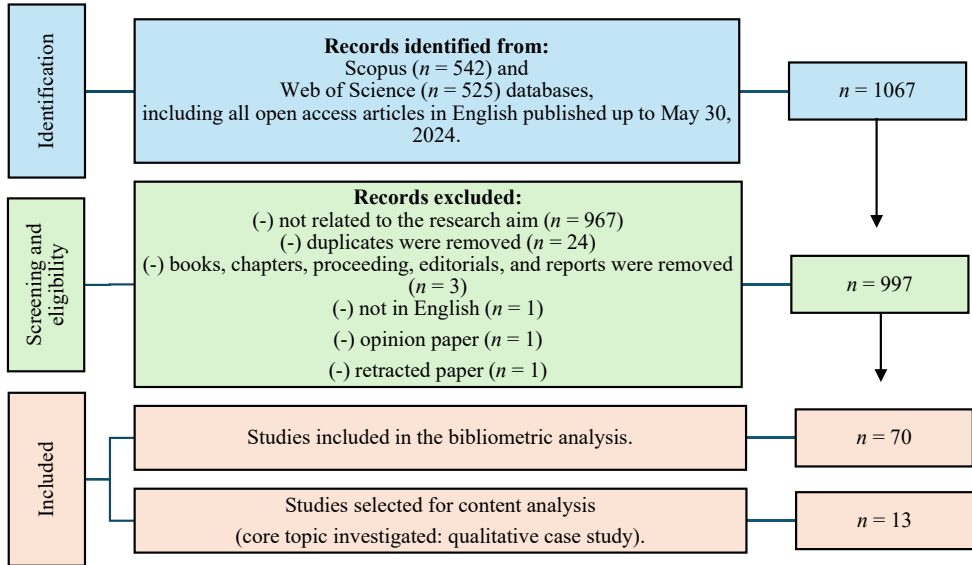 Identification
Records identified from:
Scopus (n = 542) and
Web of Science (n = 525) databases,
including all open access articles in English published up to May 30,
2024.
n = 1067
Screening and
eligibility
Records excluded:
(-) not related to the research aim (n = 967)
(-) duplicates were removed (n = 24)
(-) books, chapters, proceeding, editorials, and reports were removed
(n = 3)
(-) not in English (n = 1)
(-) opinion paper (n = 1)
(-) retracted paper (n = 1)
n = 997
Included
Studies included in the bibliometric analysis.
n = 70
Studies selected for content analysis
(core topic investigated: qualitative case study).
n = 13